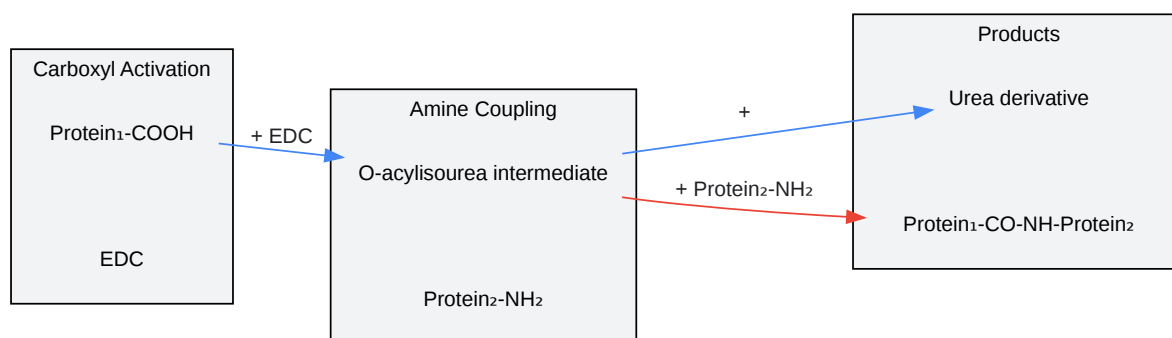 Carboxyl Activation
Protein₁-COOH
EDC
+ EDC
Amine Coupling
O-acylisourea intermediate
Protein₂-NH₂
+
+ Protein₂-NH₂
Products
Urea derivative
Protein₁-CO-NH-Protein₂